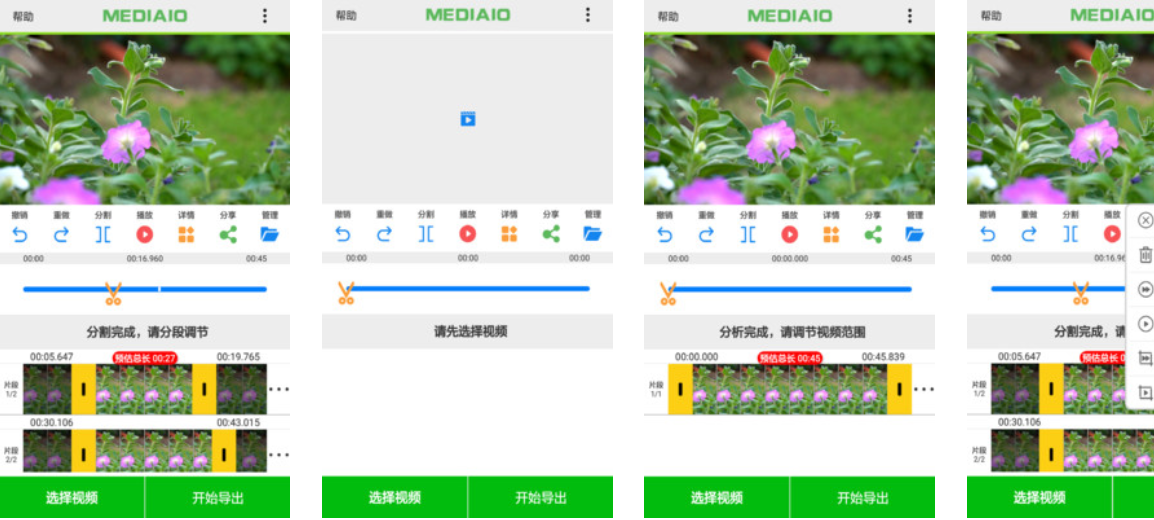 帮助 MEDIAIO
撤销 重做 分割 播放 详情 分享 管理
00:00 00:16.960 00:45
分割完成，请分段调节
00:05.647 预估总长 00:27 00:19.765
片段 1/2
00:30.106 00:43.015
片段 2/2
选择视频 开始导出
帮助 MEDIAIO
撤销 重做 分割 播放 详情 分享 管理
00:00 00:00 00:00
请先选择视频
选择视频 开始导出
帮助 MEDIAIO
撤销 重做 分割 播放 详情 分享 管理
00:00 00:00.000 00:45
分析完成，请调节视频范围
00:00.000 预估总长 00:45 00:45.839
片段 1/1
选择视频 开始导出
帮助 MEDIAIO
撤销 重做 分割 播放
00:00 00:16.96
分割完成，请
00:05.647 预估总长 0
片段 1/2
00:30.106
片段 2/2
选择视频